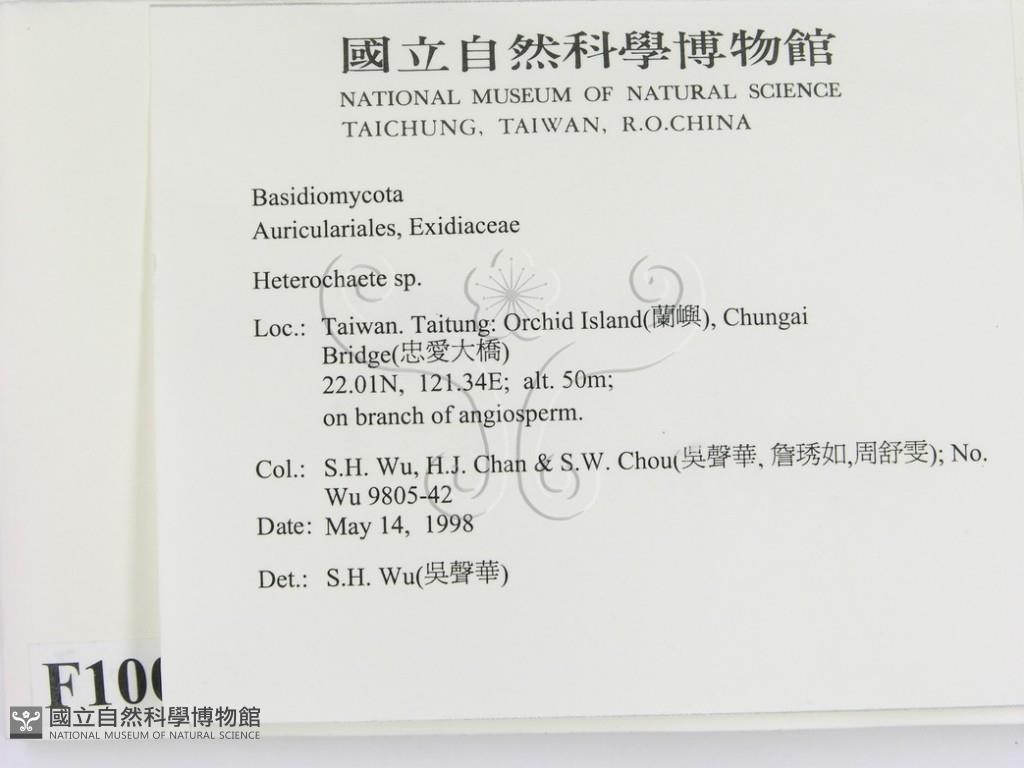 國立自然科學博物館
NATIONAL MUSEUM OF NATURAL SCIENCE
TAICHUNG, TAIWAN, R.O.CHINA
Basidiomycota
Auriculariales, Exidiaceae
Heterochaete sp.
Loc.: Taiwan. Taitung: Orchid Island(蘭嶼), Chungai
Bridge(忠愛大橋)
22.01N, 121.34E; alt. 50m;
on branch of angiosperm.
Col.: S.H. Wu, H.J. Chan & S.W. Chou(吳聲華, 詹琇如,周舒雯); No.
Wu 9805-42
Date: May 14, 1998
Det.: S.H. Wu(吳聲華)
F100
國立自然科學博物館
NATIONAL MUSEUM OF NATURAL SCIENCE